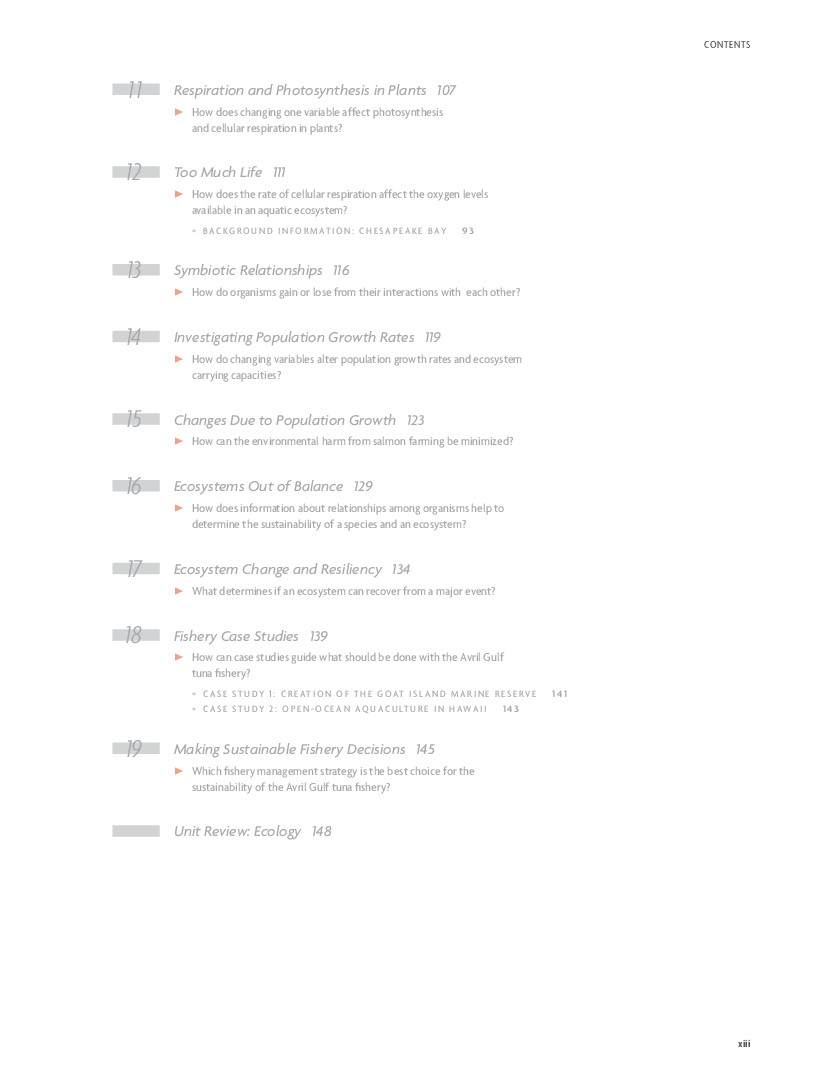 CONTENTS
11 Respiration and Photosynthesis in Plants 107
▶ How does changing one variable affect photosynthesis
and cellular respiration in plants?
12 Too Much Life 111
▶ How does the rate of cellular respiration affect the oxygen levels
available in an aquatic ecosystem?
• BACKGROUND INFORMATION: CHESAPEAKE BAY 93
13 Symbiotic Relationships 116
▶ How do organisms gain or lose from their interactions with each other?
14 Investigating Population Growth Rates 119
▶ How do changing variables alter population growth rates and ecosystem
carrying capacities?
15 Changes Due to Population Growth 123
▶ How can the environmental harm from salmon farming be minimized?
16 Ecosystems Out of Balance 129
▶ How does information about relationships among organisms help to
determine the sustainability of a species and an ecosystem?
17 Ecosystem Change and Resiliency 134
▶ What determines if an ecosystem can recover from a major event?
18 Fishery Case Studies 139
▶ How can case studies guide what should be done with the Avril Gulf
tuna fishery?
• CASE STUDY 1: CREATION OF THE GOAT ISLAND MARINE RESERVE 141
• CASE STUDY 2: OPEN-OCEAN AQUACULTURE IN HAWAII 143
19 Making Sustainable Fishery Decisions 145
▶ Which fishery management strategy is the best choice for the
sustainability of the Avril Gulf tuna fishery?
Unit Review: Ecology 148
xiii